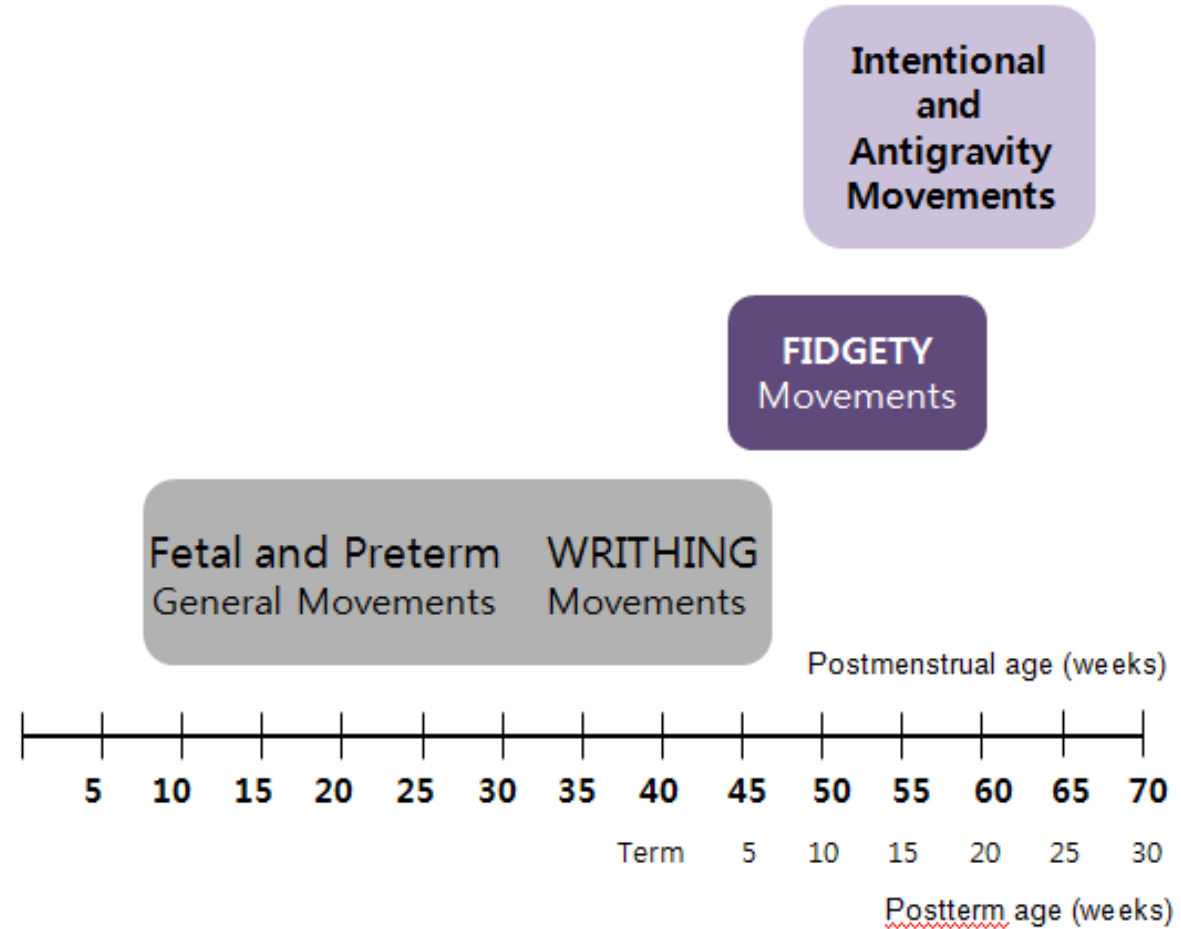 Intentional
and
Antigravity
Movements
FIDGETY
Movements
Fetal and Preterm WRITHING
General Movements Movements
Postmenstrual age (weeks)
5 10 15 20 25 30 35 40 45 50 55 60 65 70
Term 5 10 15 20 25 30
Postterm age (weeks)